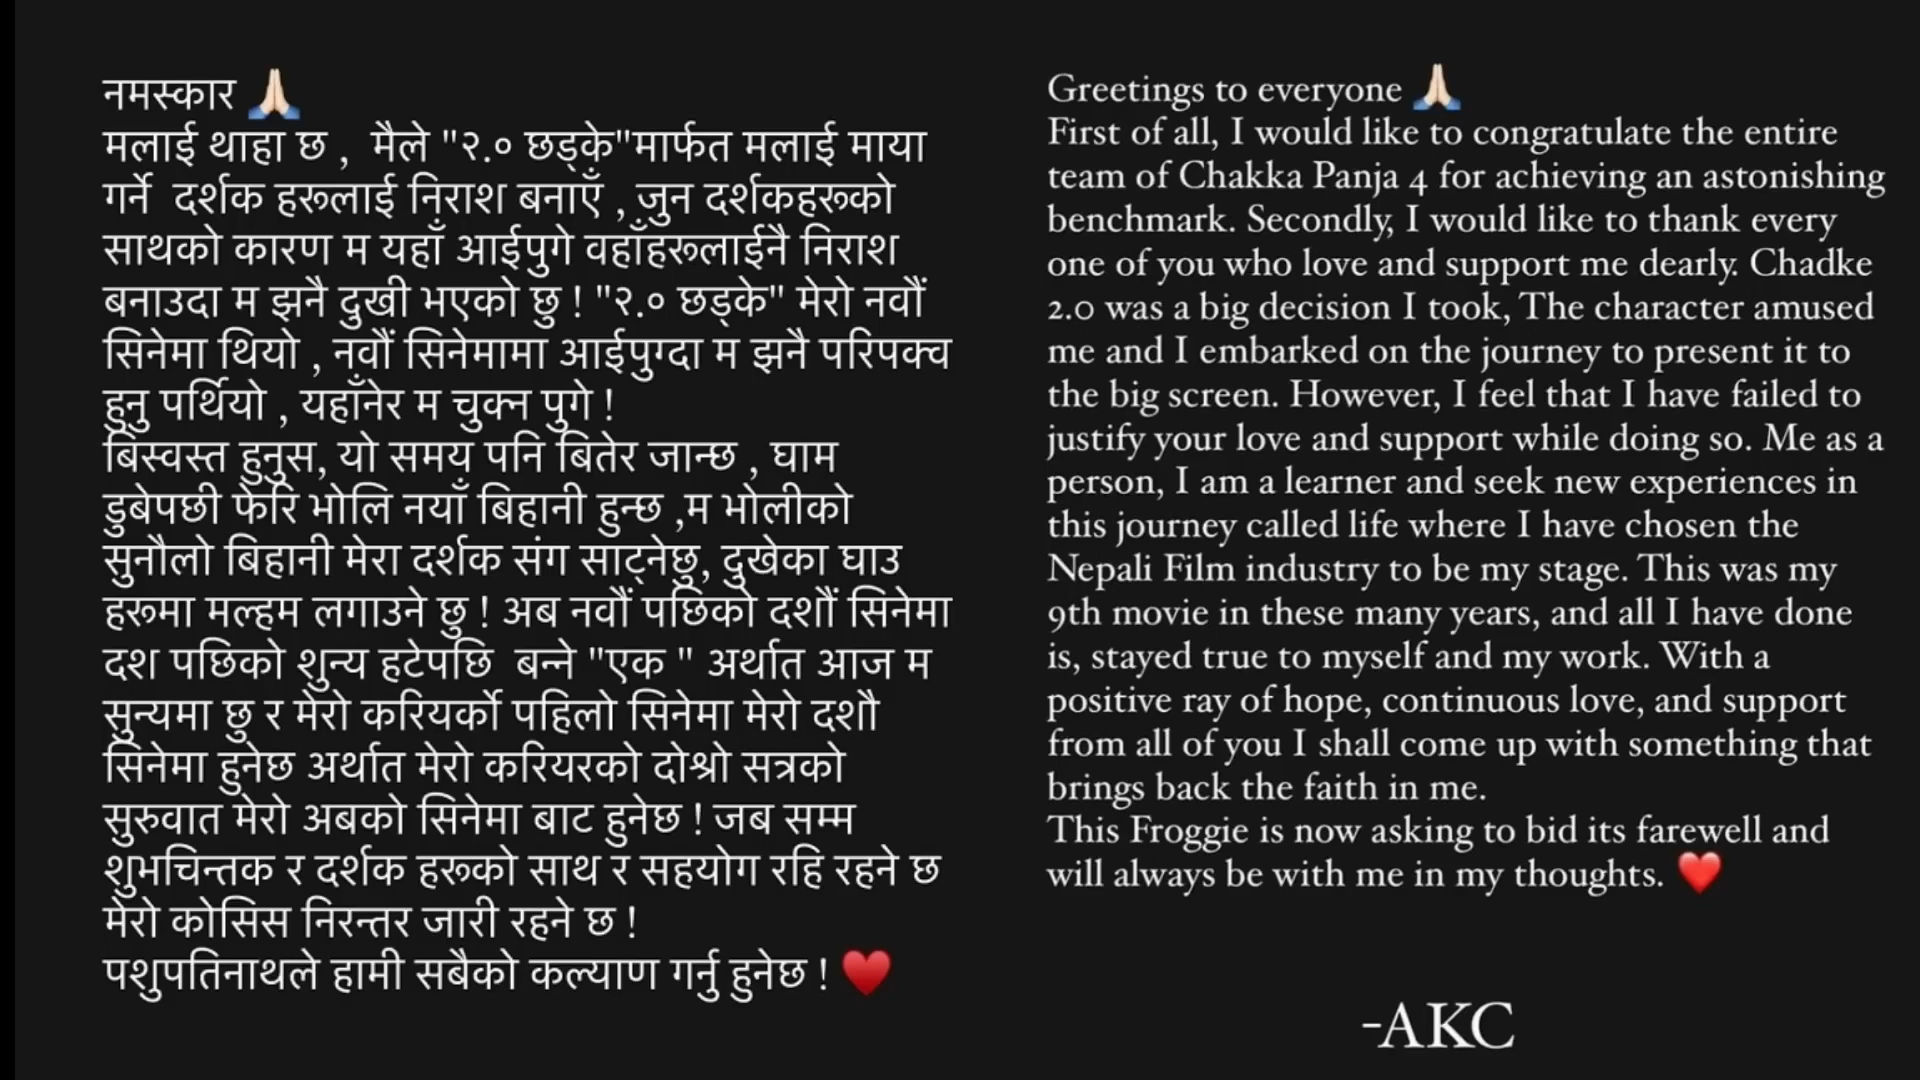 नमस्कार 🙏🏻
मलाई थाहा छ , मैले "२.० छड्के"मार्फत मलाई माया
गर्ने दर्शक हरूलाई निराश बनाएँ , जुन दर्शकहरूको
साथको कारण म यहाँ आईपुगे वहाँहरूलाईनै निराश
बनाउदा म झनै दुखी भएको छु ! "२.० छड्के" मेरो नवौं
सिनेमा थियो , नवौं सिनेमामा आईपुग्दा म झनै परिपक्व
हुनु पर्थियो , यहाँनेर म चुक्न पुगे !
बिस्वस्त हुनुस, यो समय पनि बितेर जान्छ , घाम
डुबेपछी फेरि भोलि नयाँ बिहानी हुन्छ ,म भोलीको
सुनौलो बिहानी मेरा दर्शक संग साट्नेछु, दुखेका घाउ
हरूमा मल्हम लगाउने छु ! अब नवौं पछिको दशौं सिनेमा
दश पछिको शुन्य हटेपछि बन्ने "एक " अर्थात आज म
सुन्यमा छु र मेरो करियर्को पहिलो सिनेमा मेरो दशौ
सिनेमा हुनेछ अर्थात मेरो करियरको दोश्रो सत्रको
सुरुवात मेरो अबको सिनेमा बाट हुनेछ ! जब सम्म
शुभचिन्तक र दर्शक हरूको साथ र सहयोग रहि रहने छ
मेरो कोसिस निरन्तर जारी रहने छ !
पशुपतिनाथले हामी सबैको कल्याण गर्नु हुनेछ ! ♥️
Greetings to everyone 🙏🏻
First of all, I would like to congratulate the entire
team of Chakka Panja 4 for achieving an astonishing
benchmark. Secondly, I would like to thank every
one of you who love and support me dearly. Chadke
2.0 was a big decision I took, The character amused
me and I embarked on the journey to present it to
the big screen. However, I feel that I have failed to
justify your love and support while doing so. Me as a
person, I am a learner and seek new experiences in
this journey called life where I have chosen the
Nepali Film industry to be my stage. This was my
9th movie in these many years, and all I have done
is, stayed true to myself and my work. With a
positive ray of hope, continuous love, and support
from all of you I shall come up with something that
brings back the faith in me.
This Froggie is now asking to bid its farewell and
will always be with me in my thoughts. ❤️
-AKC